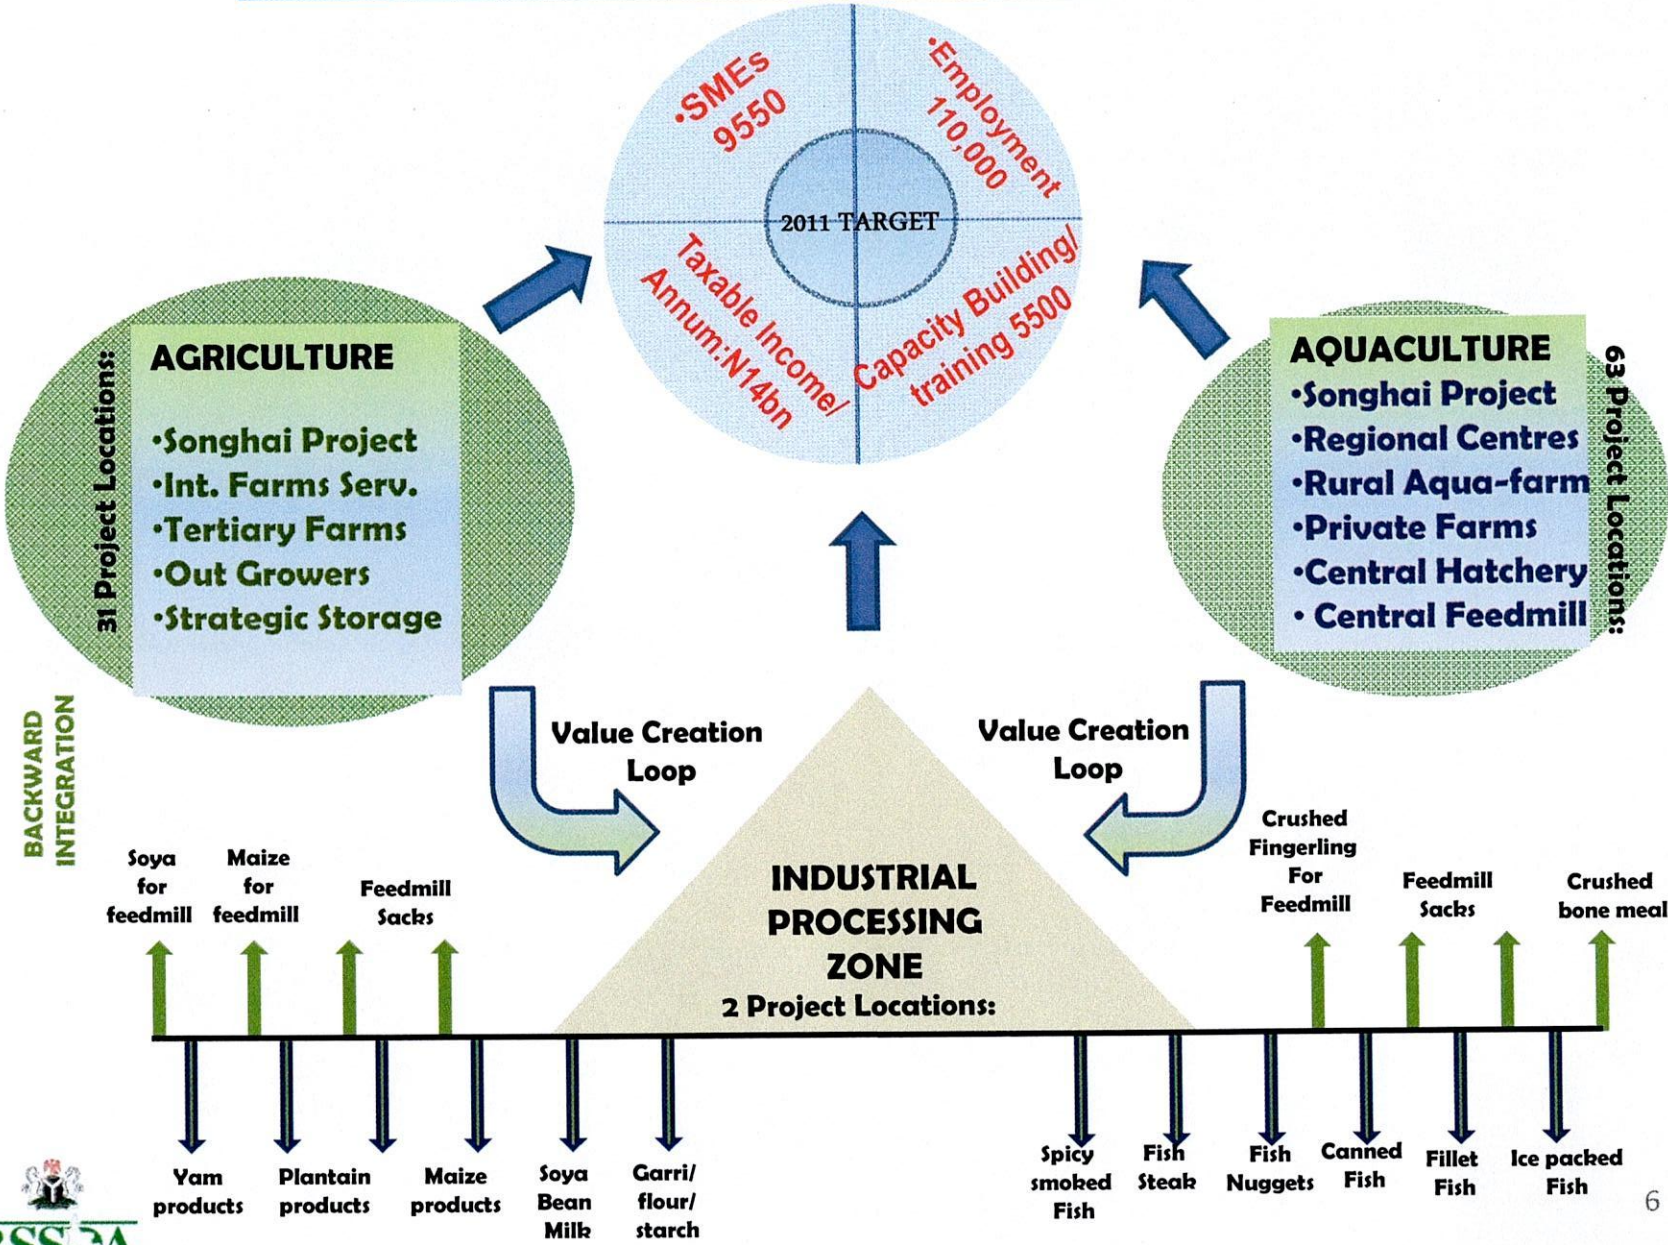 •SMEs
9550
•Employment
110,000
2011 TARGET
Taxable Income/
Annum:N14bn
Capacity Building/
training 5500
31 Project Locations:
AGRICULTURE
•Songhai Project
•Int. Farms Serv.
•Tertiary Farms
•Out Growers
•Strategic Storage
AQUACULTURE
•Songhai Project
•Regional Centres
•Rural Aqua-farm
•Private Farms
•Central Hatchery
• Central Feedmill
63 Project Locations:
BACKWARD
INTEGRATION
Value Creation
Loop
Value Creation
Loop
Soya
for
feedmill
Maize
for
feedmill
Feedmill
Sacks
INDUSTRIAL
PROCESSING
ZONE
2 Project Locations:
Crushed
Fingerling
For
Feedmill
Feedmill
Sacks
Crushed
bone meal
Yam
products
Plantain
products
Maize
products
Soya
Bean
Milk
Garri/
flour/
starch
Spicy
smoked
Fish
Fish
Steak
Fish
Nuggets
Canned
Fish
Fillet
Fish
Ice packed
Fish
6